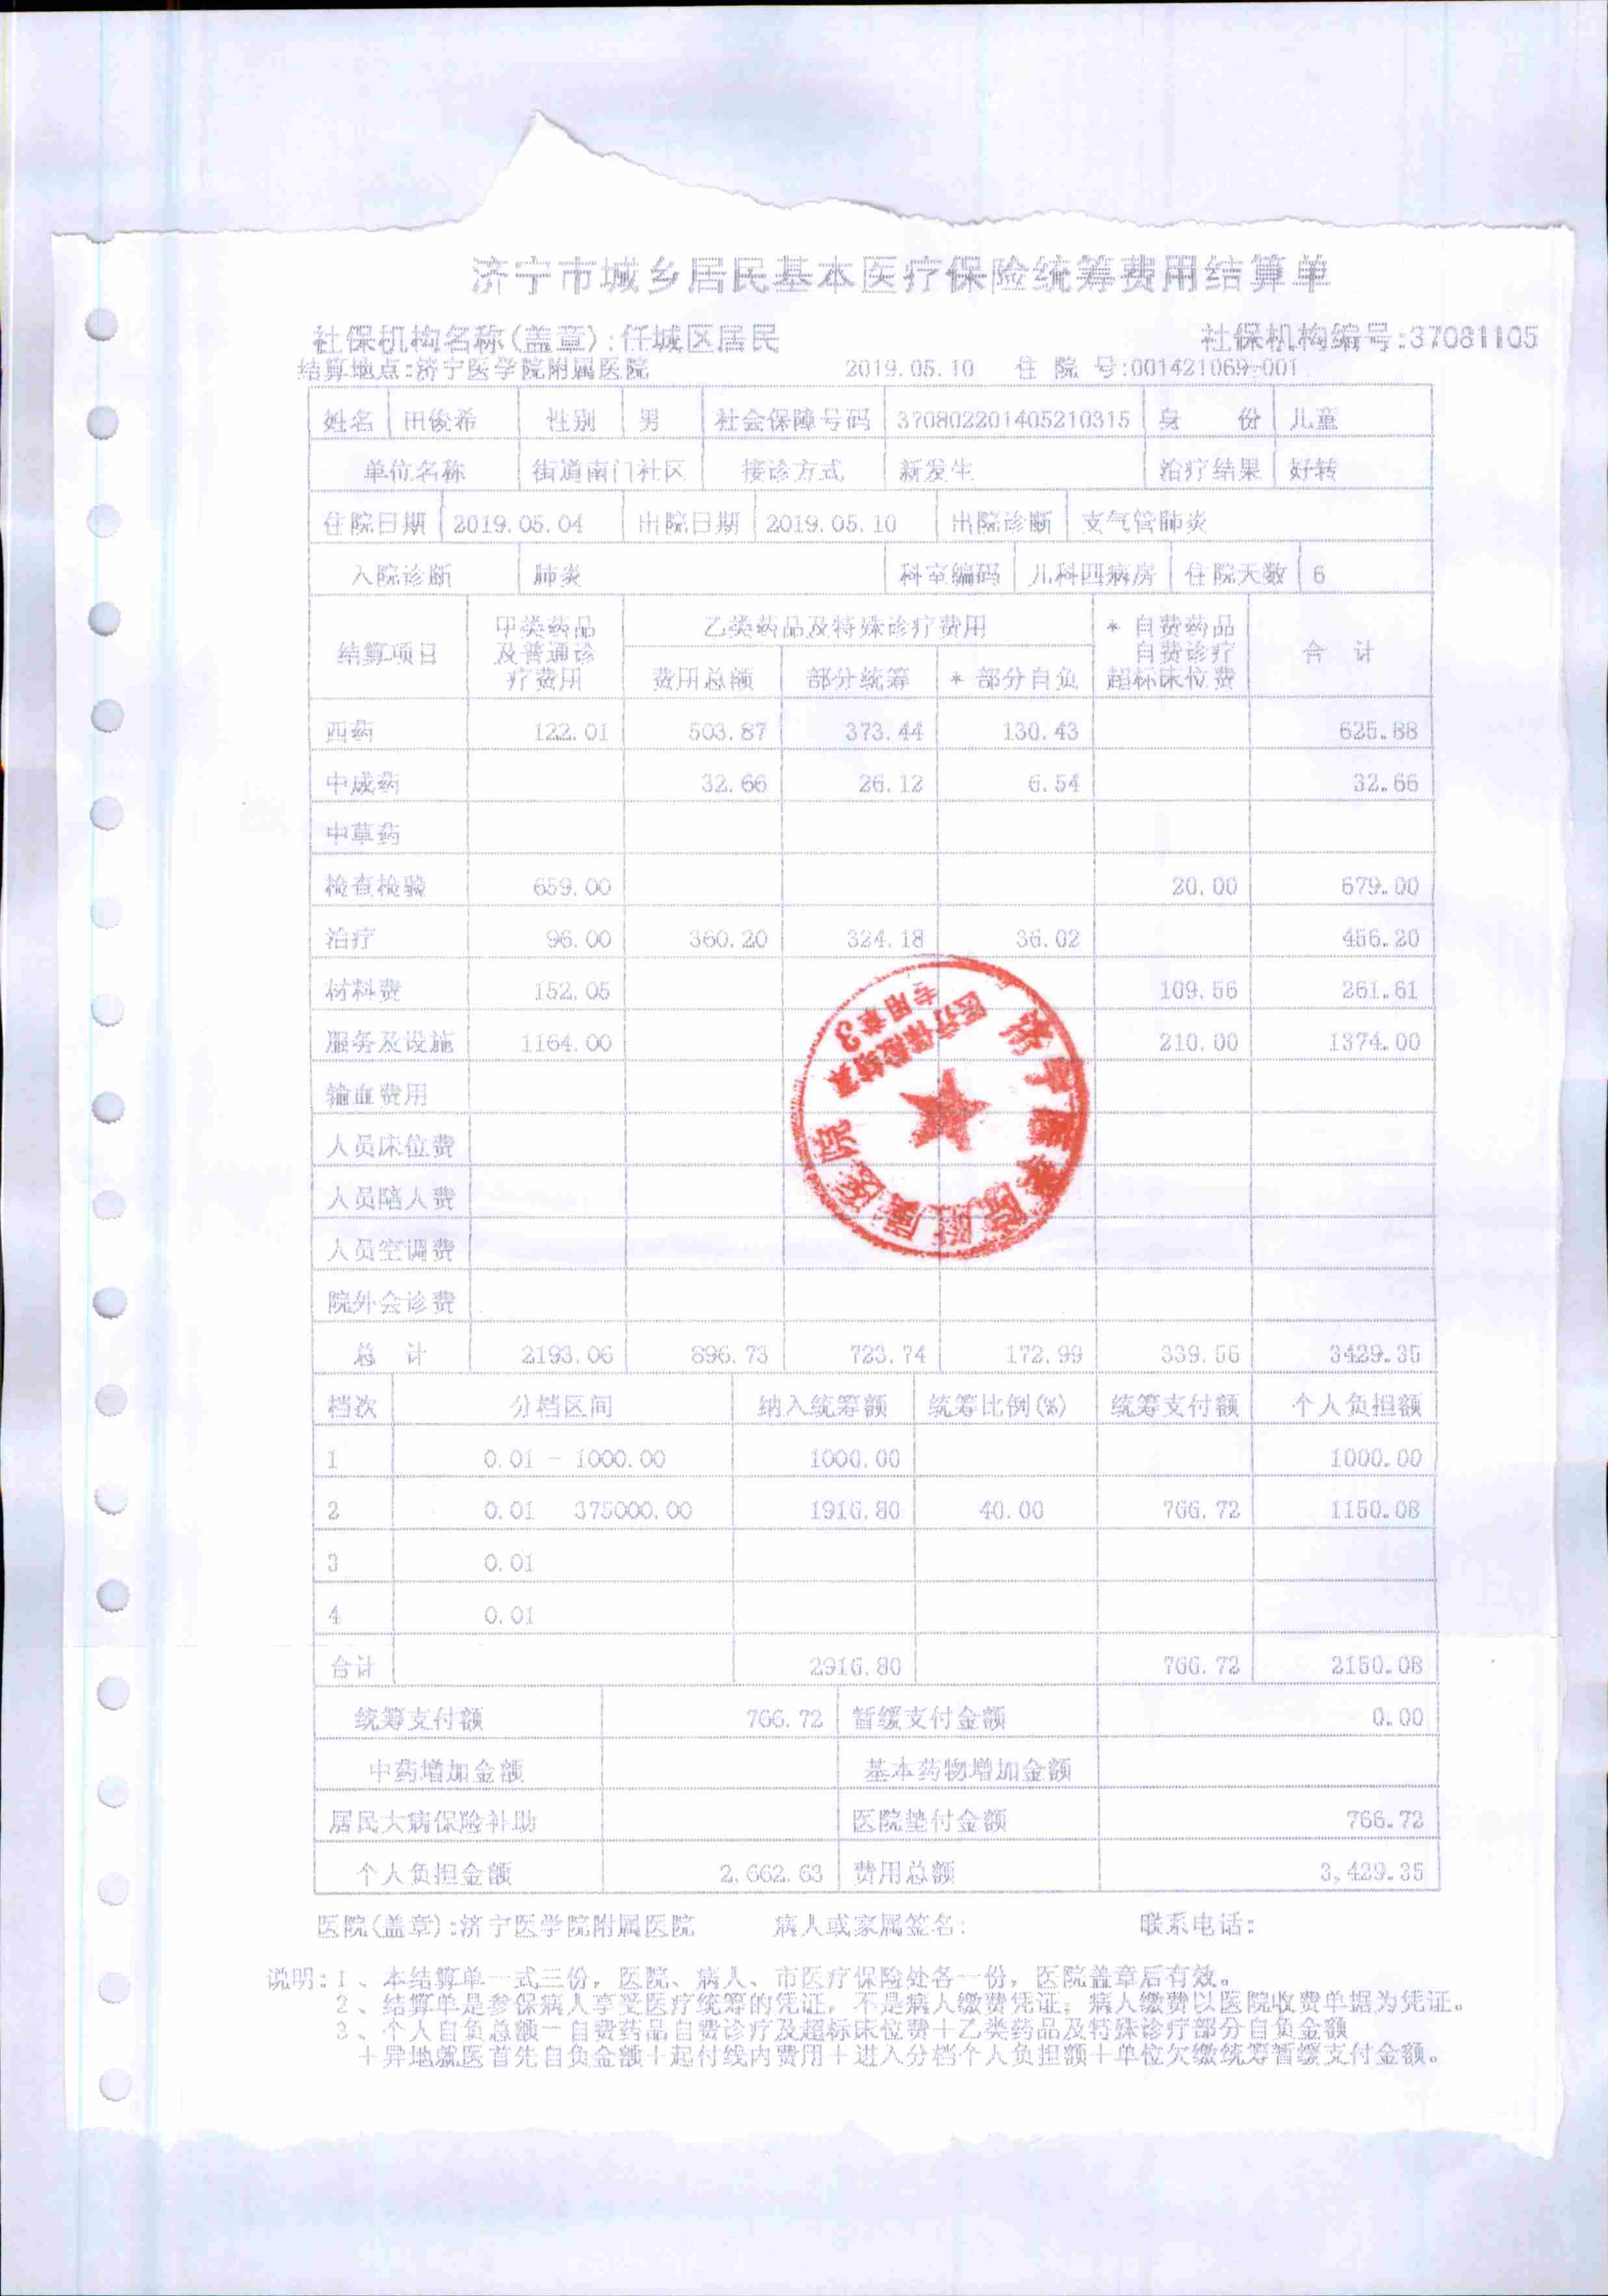 济宁市城乡居民基本医疗保险统筹费用结算单
社保机构名称(盖章):任城区居民 社保机构编号:37081105
结算地点:济宁医学院附属医院 2019.05.10 住 院 号:001421069-001
姓名 田俊希 性别 男 社会保障号码 370802201405210315 身 份 儿童
单位名称 街道南门社区 接诊方式 新发生 治疗结果 好转
住院日期 2019.05.04 出院日期 2019.05.10 出院诊断 支气管肺炎
入院诊断 肺炎 科室编码 儿科四病房 住院天数 6
结算项目 甲类药品及普通诊疗费用 乙类药品及特殊诊疗费用 * 自费药品自费诊疗超标床位费 合 计
费用总额 部分统筹 * 部分自负
西药 122.01 503.87 373.44 130.43 625.88
中成药 32.66 26.12 6.54 32.66
中草药
检查检验 659.00 20.00 679.00
治疗 96.00 360.20 324.18 36.02 456.20
材料费 152.05 109.56 261.61
服务及设施 1164.00 210.00 1374.00
输血费用
人员床位费
人员陪人费
人员空调费
院外会诊费
总 计 2193.06 896.73 723.74 172.99 339.56 3429.35
档次 分档区间 纳入统筹额 统筹比例(%) 统筹支付额 个人负担额
1 0.01 - 1000.00 1000.00 1000.00
2 0.01 375000.00 1916.80 40.00 766.72 1150.08
3 0.01
4 0.01
合计 2916.80 766.72 2150.08
统筹支付额 766.72 暂缓支付金额 0.00
中药增加金额 基本药物增加金额
居民大病保险补助 医院垫付金额 766.72
个人负担金额 2,662.63 费用总额 3,429.35
医院(盖章):济宁医学院附属医院 病人或家属签名: 联系电话:
说明:1、本结算单一式三份，医院、病人、市医疗保险处各一份，医院盖章后有效。
2、结算单是参保病人享受医疗统筹的凭证，不是病人缴费凭证，病人缴费以医院收费单据为凭证。
3、个人自负总额＝自费药品自费诊疗及超标床位费＋乙类药品及特殊诊疗部分自负金额
＋异地就医首先自负金额＋起付线内费用＋进入分档个人负担额＋单位欠缴统筹暂缓支付金额。
济宁医学院附属医院
医疗保险结算
专用章3